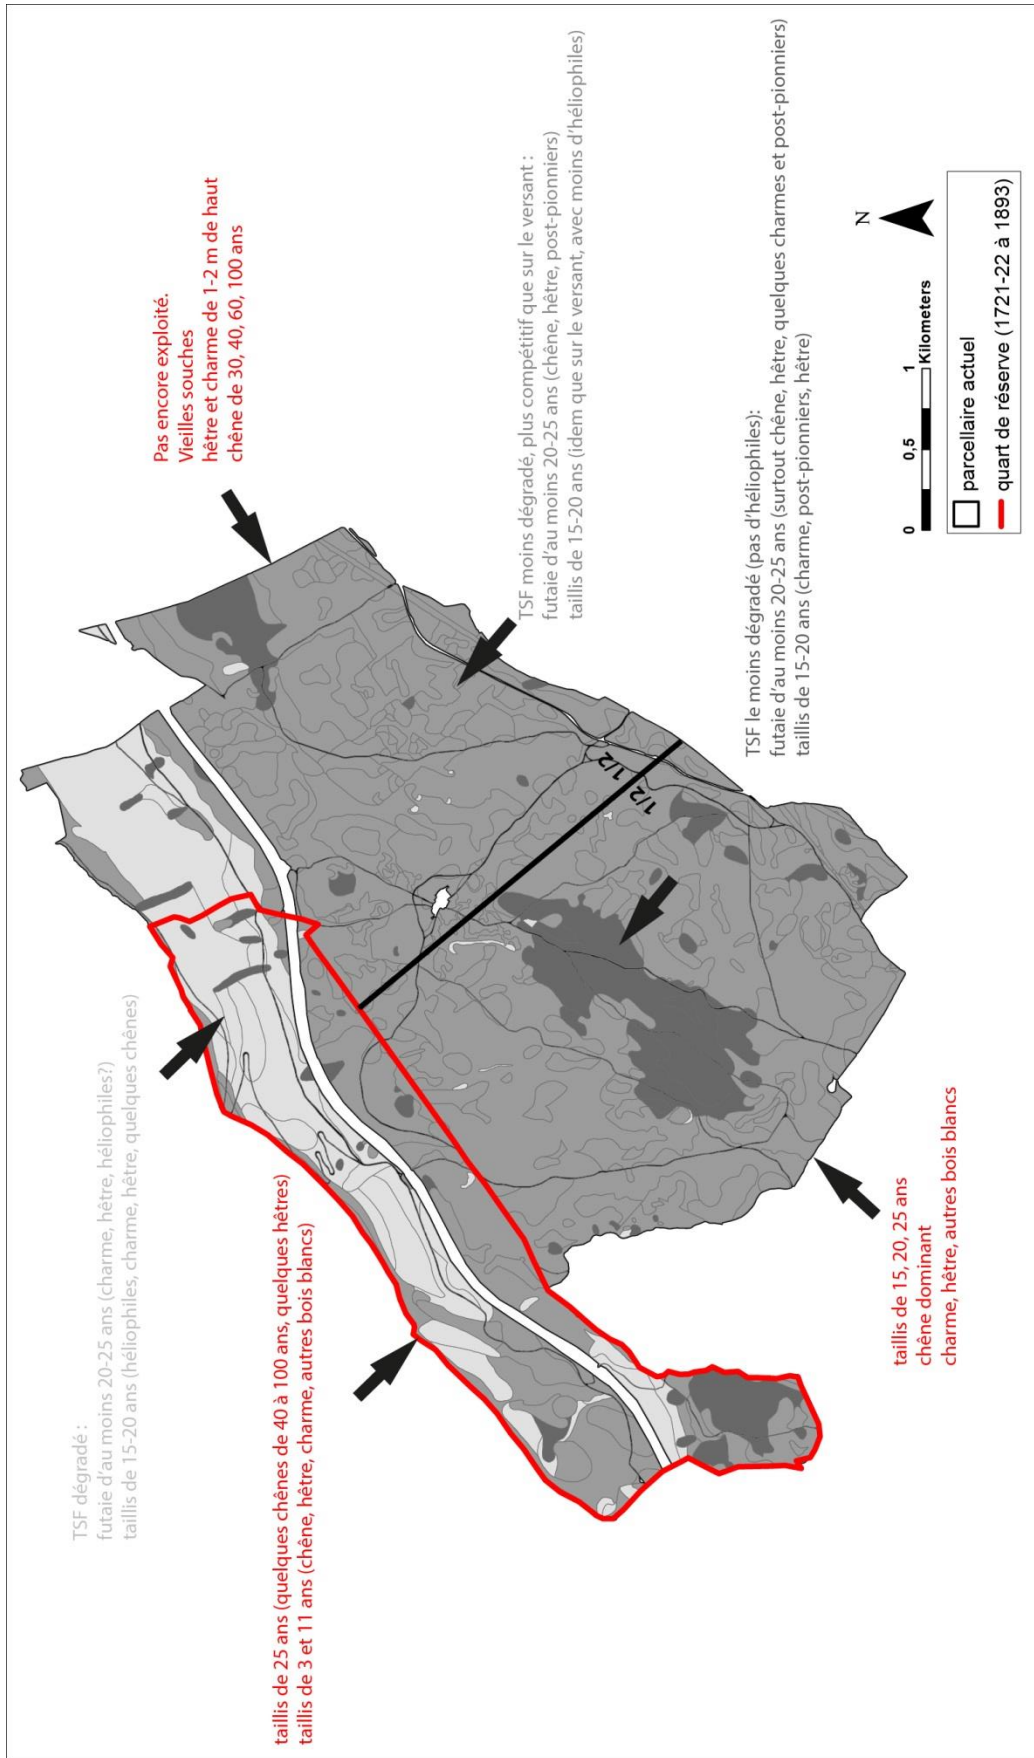 TSF dégradé :
futaie d'au moins 20-25 ans (charme, hêtre, héliophiles?)
taillis de 15-20 ans (héliophiles, charme, hêtre, quelques chênes)
Pas encore exploité.
Vieilles souches
hêtre et charme de 1-2 m de haut
chêne de 30, 40, 60, 100 ans
taillis de 25 ans (quelques chênes de 40 à 100 ans, quelques hêtres)
taillis de 3 et 11 ans (chêne, hêtre, charme, autres bois blancs)
TSF moins dégradé, plus compétitif que sur le versant :
futaie d'au moins 20-25 ans (chêne, hêtre, post-pionniers)
taillis de 15-20 ans (idem que sur le versant, avec moins d'héliophiles)
1/2 1/2
TSF le moins dégradé (pas d'héliophiles):
futaie d'au moins 20-25 ans (surtout chêne, hêtre, quelques charmes et post-pionniers)
taillis de 15-20 ans (charme, post-pionniers, hêtre)
taillis de 15, 20, 25 ans
chêne dominant
charme, hêtre, autres bois blancs
N
0 0,5 1
Kilometers
parcellaire actuel
quart de réserve (1721-22 à 1893)